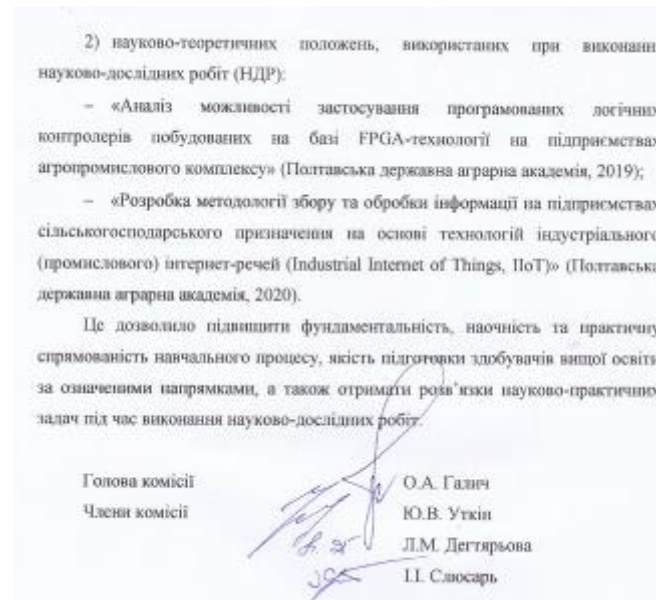 2) науково-теоретичних положень, використаних при виконанн
науково-дослідних робіт (НДР):
– «Аналіз можливості застосування програмованих логічних
контролерів побудованих на базі FPGA-технології на підприємствах
агропромислового комплексу» (Полтавська державна аграрна академія, 2019);
– «Розробка методології збору та обробки інформації на підприємствах
сільськогосподарського призначення на основі технологій індустріального
(промислового) інтернет-речей (Industrial Internet of Things, IIoT)» (Полтавська
державна аграрна академія, 2020).
Це дозволило підвищити фундаментальність, наочність та практичну
спрямованість навчального процесу, якість підготовки здобувачів вищої освіти
за означеними напрямками, а також отримати розв’язки науково-практичних
задач під час виконання науково-дослідних робіт.
Голова комісії О.А. Галич
Члени комісії Ю.В. Уткін
Л.М. Дегтярьова
І.І. Слюсарь